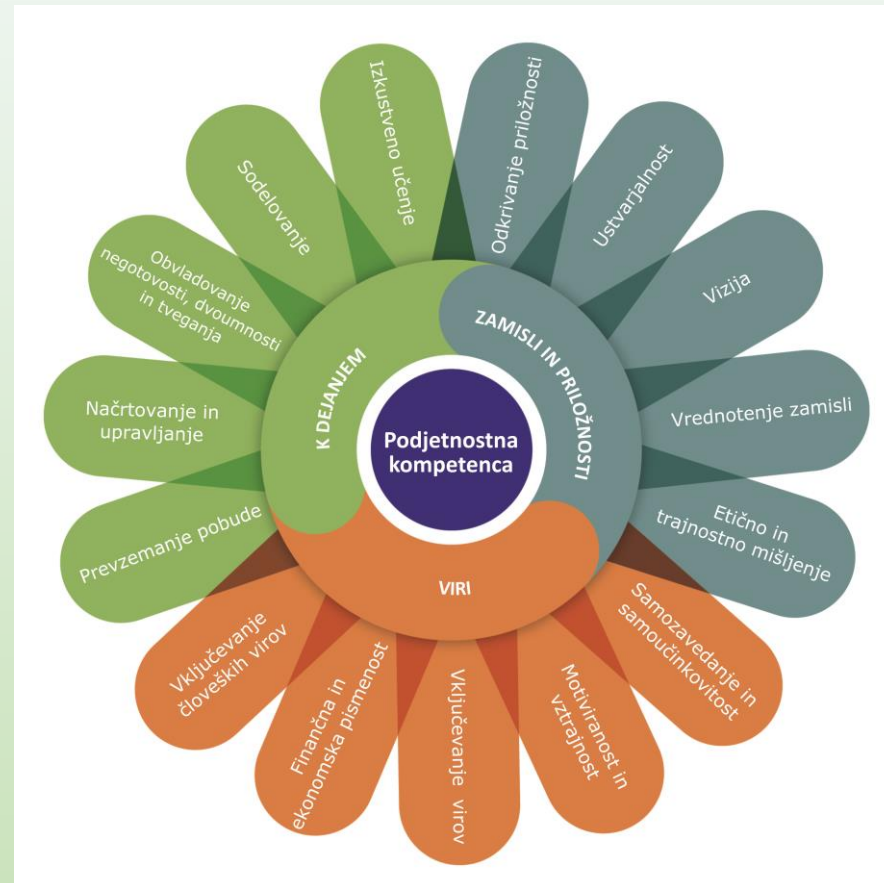 Podjetnostna
kompetenca
ZAMISLI IN PRILOŽNOSTI
Odkrivanje priložnosti
Ustvarjalnost
Vizija
Vrednotenje zamisli
Etično in
trajnostno mišljenje
VIRI
Samozavedanje in
samoučinkovitost
Motiviranost in
vztrajnost
Vključevanje virov
Finančna in
ekonomska pismenost
Vključevanje
človeških virov
K DEJANJEM
Prevzemanje pobude
Načrtovanje in
upravljanje
Obvladovanje
negotovosti, dvoumnosti
in tveganja
Sodelovanje
Izkustveno učenje